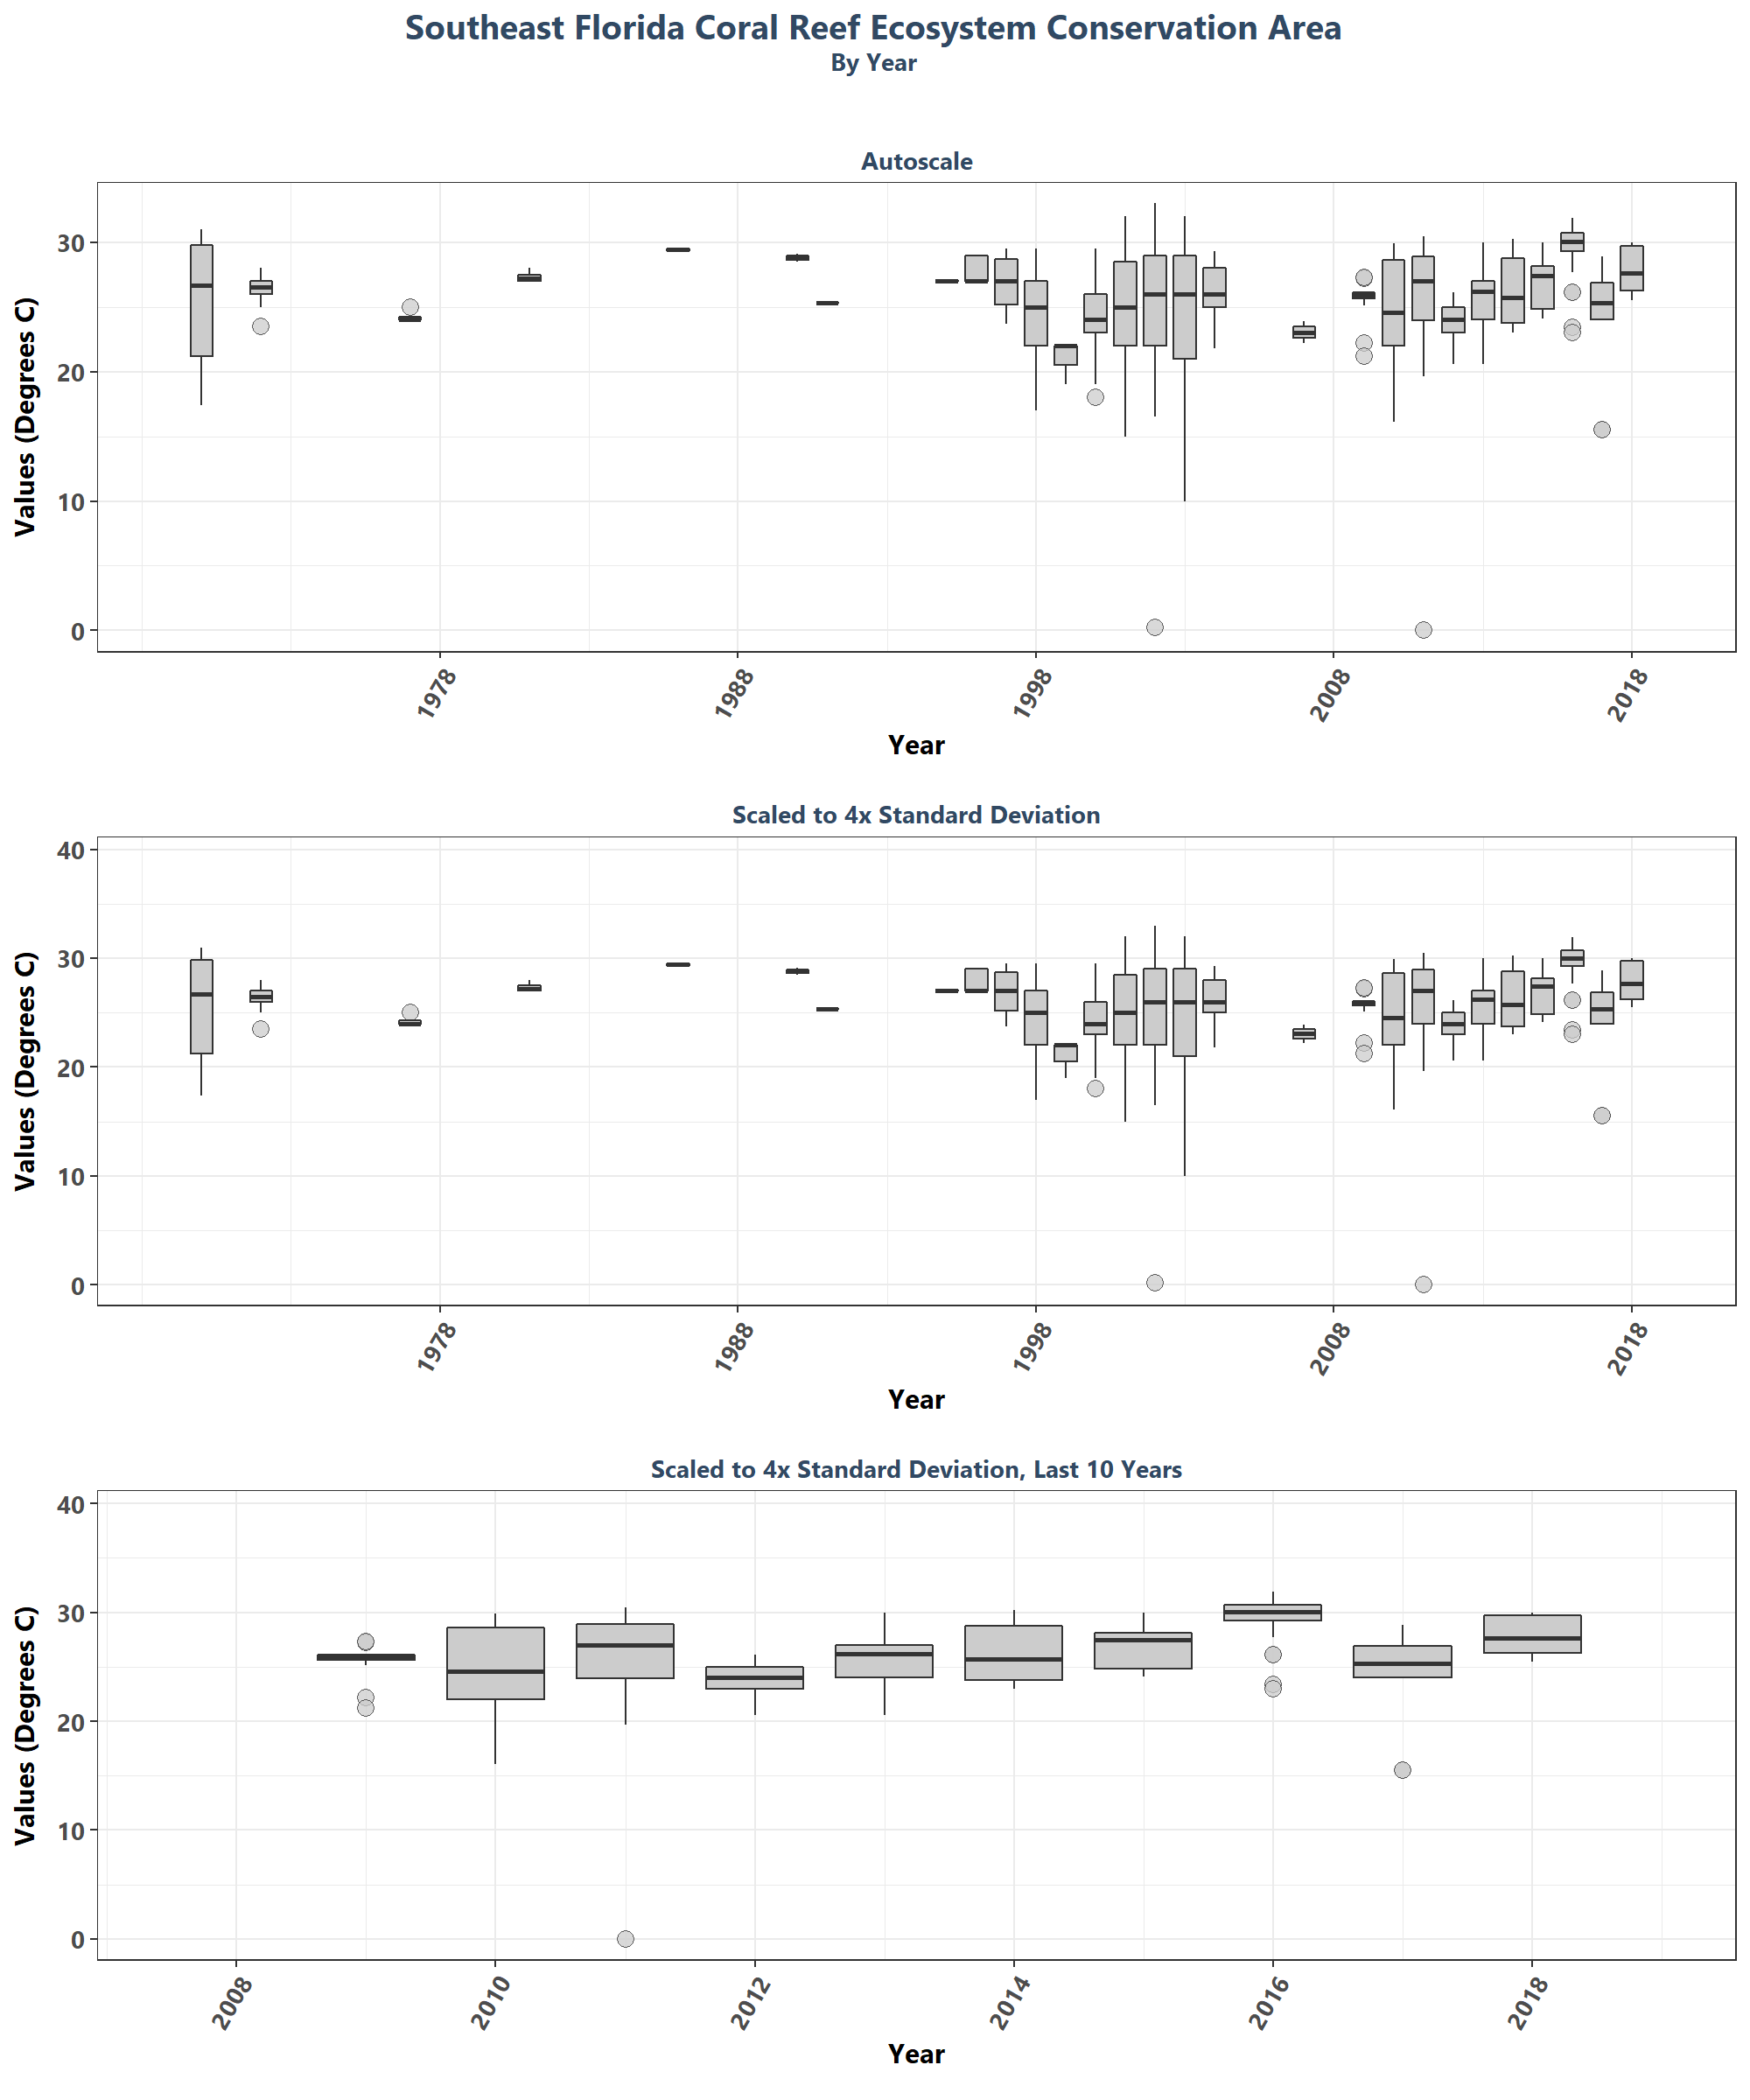 Southeast Florida Coral Reef Ecosystem Conservation Area
By Year
Autoscale
Values (Degrees C)
30
20
10
0
1978
1988
1998
2008
2018
Year
Scaled to 4x Standard Deviation
Values (Degrees C)
40
30
20
10
0
1978
1988
1998
2008
2018
Year
Scaled to 4x Standard Deviation, Last 10 Years
Values (Degrees C)
40
30
20
10
0
2008
2010
2012
2014
2016
2018
Year